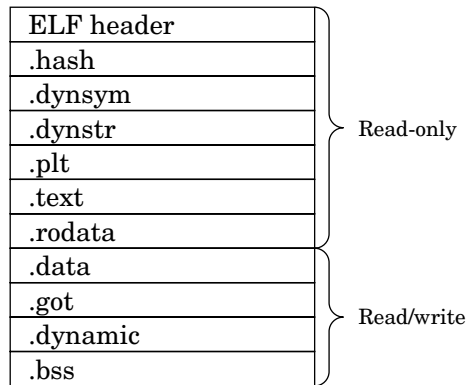 ELF header
.hash
.dynsym
.dynstr
.plt
.text
.rodata
Read-only
.data
.got
.dynamic
.bss
Read/write